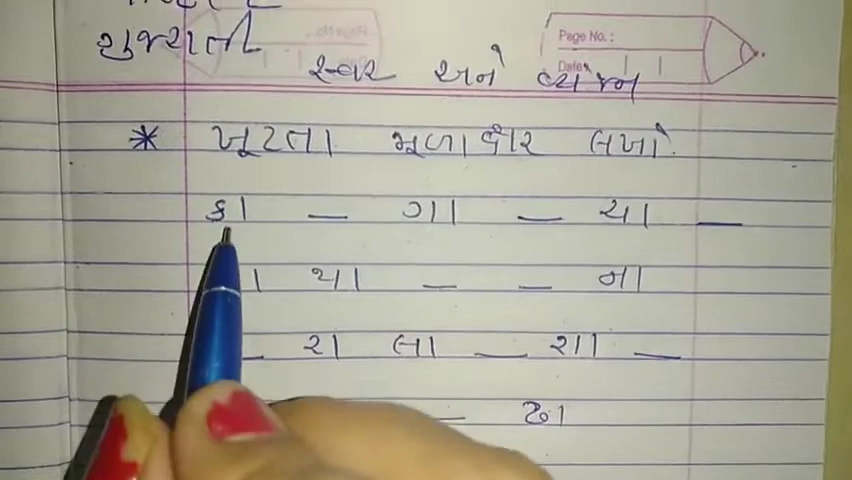 ગુજરાતી
Page No.:
Date
સ્વર અને વ્યંજન
* ખૂટતા મૂળાક્ષર લખો.
કા _ ગા _ ચા _
ા થા _ _ ના
_ રા લા _ શા _
_ ઢા